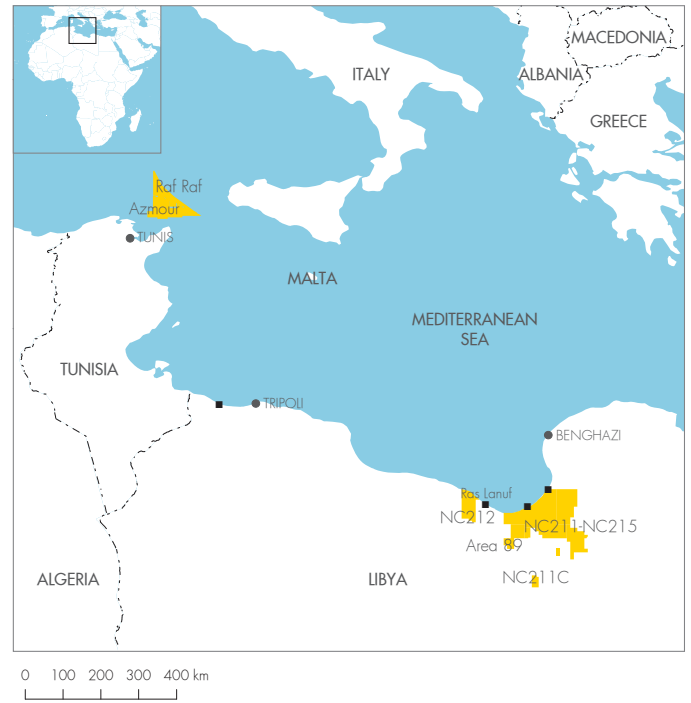 MACEDONIA
ITALY
ALBANIA
GREECE
Raf Raf
Azmour
TUNIS
MALTA
MEDITERRANEAN
SEA
TUNISIA
TRIPOLI
BENGHAZI
Ras Lanuf
NC212
NC211-NC215
Area 89
ALGERIA
LIBYA
NC211C
0 100 200 300 400 km